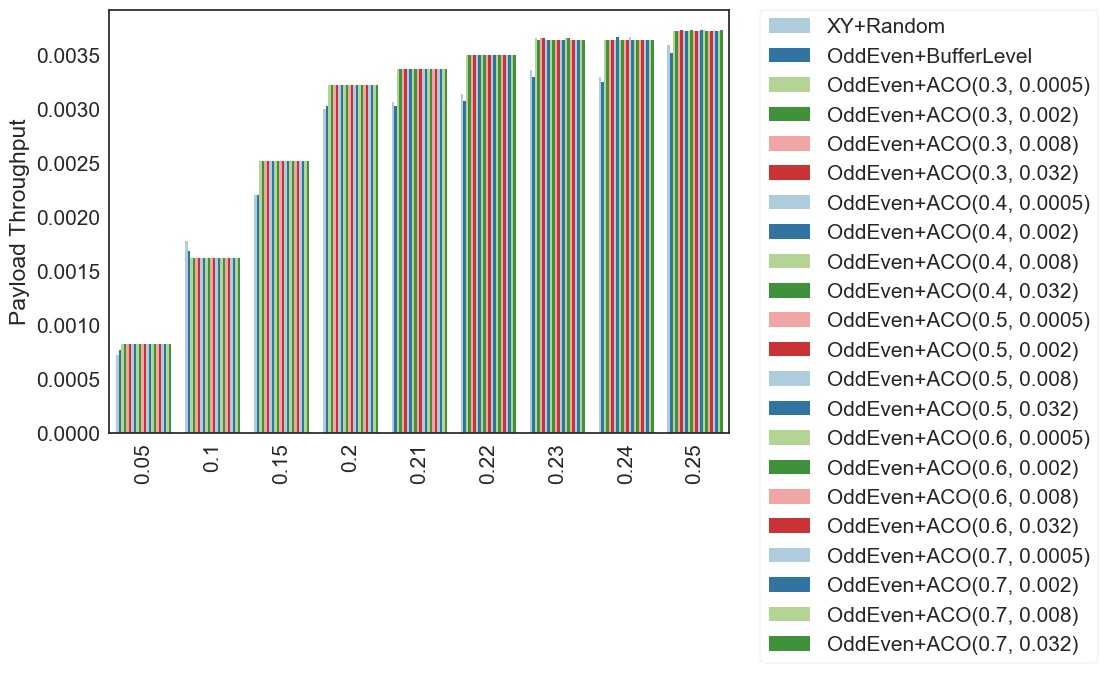 Payload Throughput
0.0035
0.0030
0.0025
0.0020
0.0015
0.0010
0.0005
0.0000
0.05
0.1
0.15
0.2
0.21
0.22
0.23
0.24
0.25
XY+Random
OddEven+BufferLevel
OddEven+ACO(0.3, 0.0005)
OddEven+ACO(0.3, 0.002)
OddEven+ACO(0.3, 0.008)
OddEven+ACO(0.3, 0.032)
OddEven+ACO(0.4, 0.0005)
OddEven+ACO(0.4, 0.002)
OddEven+ACO(0.4, 0.008)
OddEven+ACO(0.4, 0.032)
OddEven+ACO(0.5, 0.0005)
OddEven+ACO(0.5, 0.002)
OddEven+ACO(0.5, 0.008)
OddEven+ACO(0.5, 0.032)
OddEven+ACO(0.6, 0.0005)
OddEven+ACO(0.6, 0.002)
OddEven+ACO(0.6, 0.008)
OddEven+ACO(0.6, 0.032)
OddEven+ACO(0.7, 0.0005)
OddEven+ACO(0.7, 0.002)
OddEven+ACO(0.7, 0.008)
OddEven+ACO(0.7, 0.032)